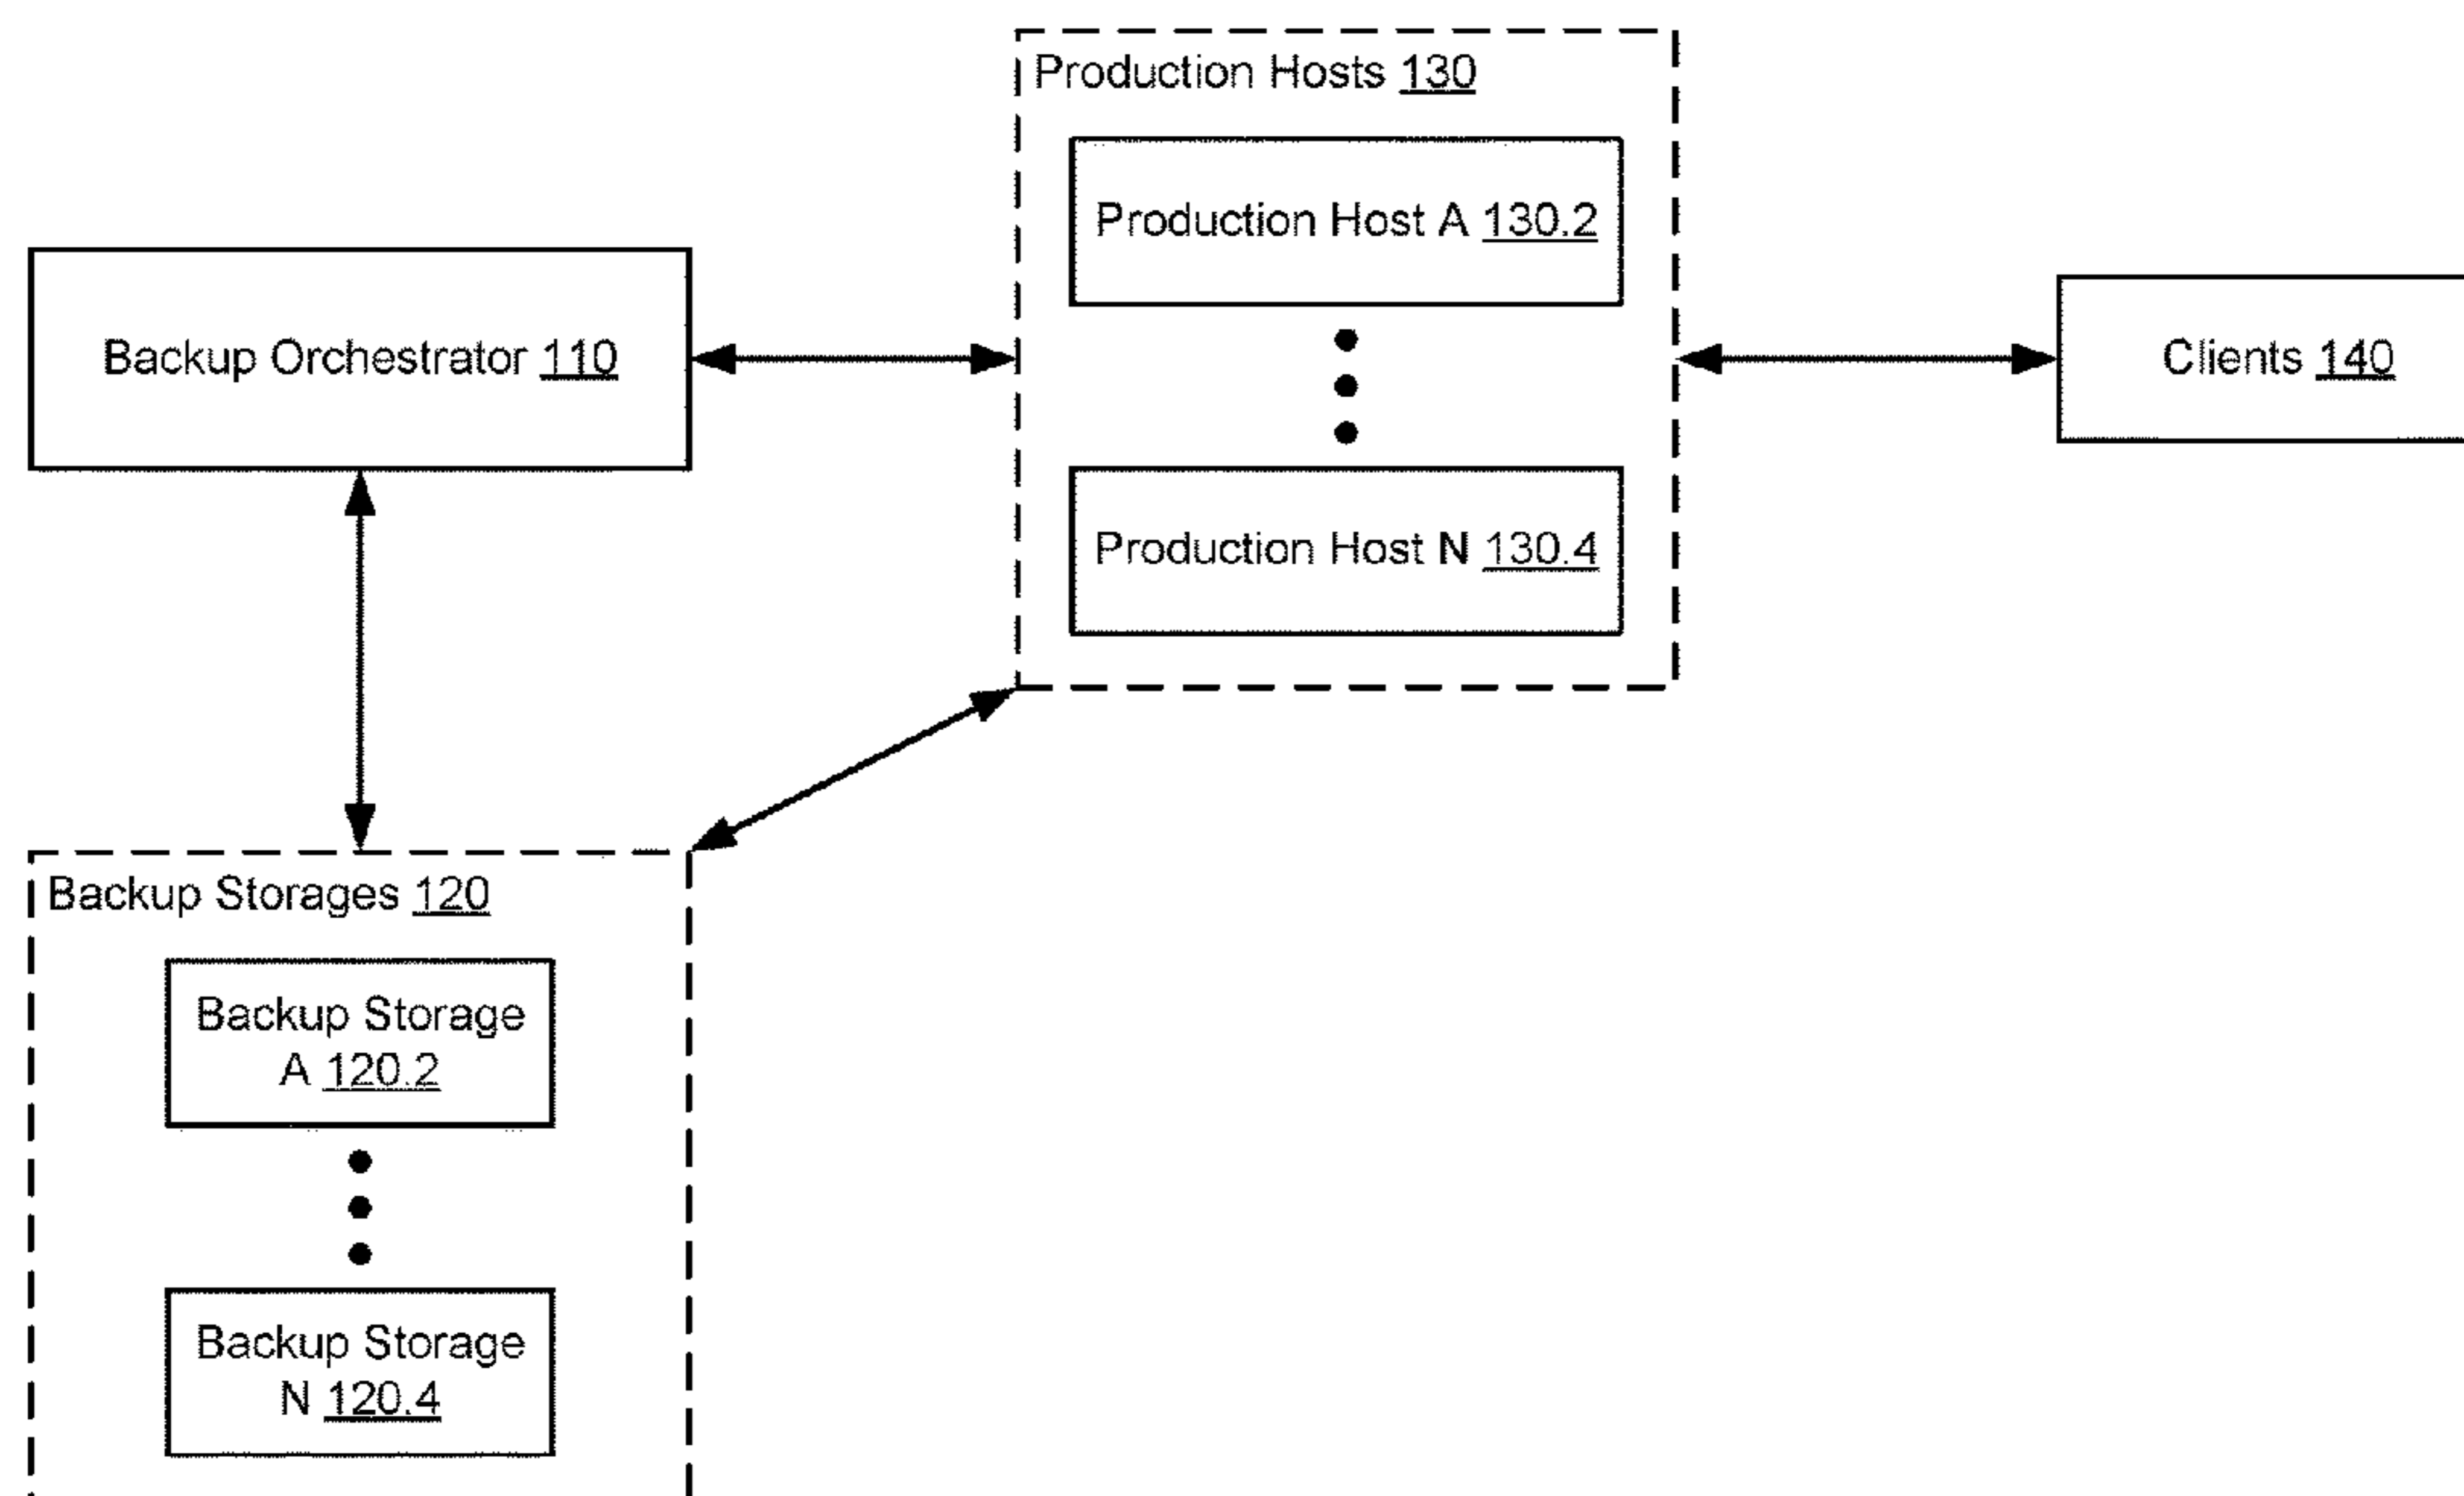 Production Hosts 130
Production Host A 130.2
Backup Orchestrator 110
Clients 140
Production Host N 130.4
Backup Storages 120
Backup Storage
A 120.2
Backup Storage
N 120.4